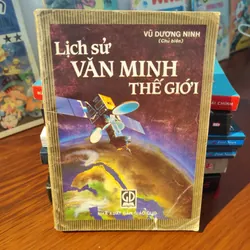 VŨ DƯƠNG NINH
(Chủ biên)
Lịch sử
VĂN MINH
THẾ GIỚI